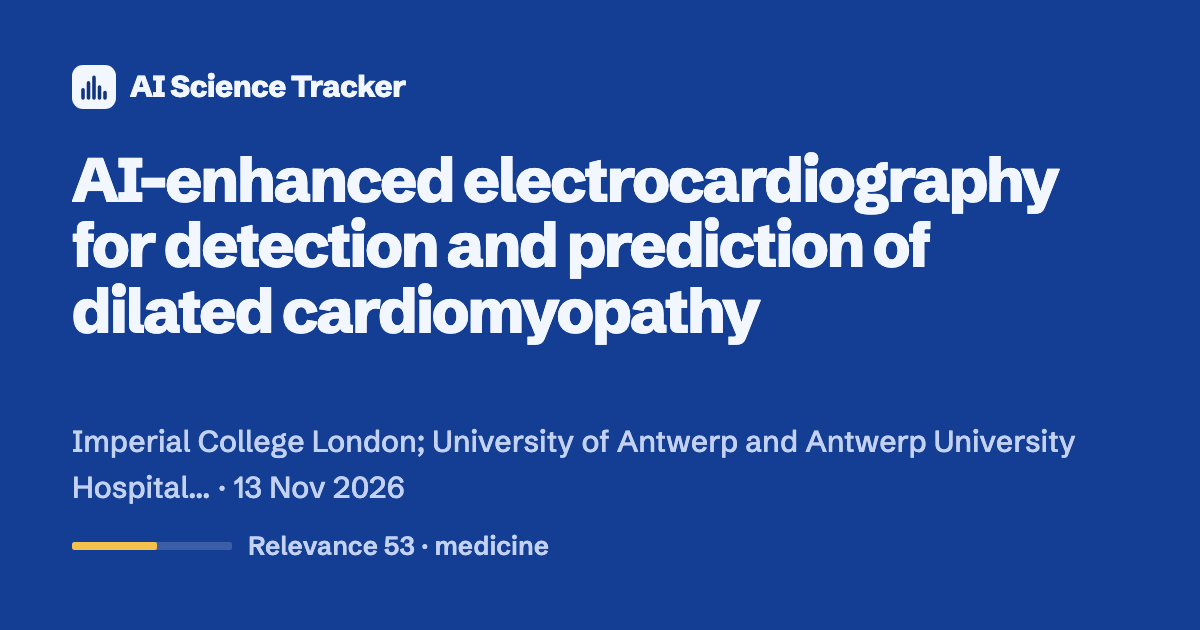 AI Science Tracker
AI-enhanced electrocardiography
for detection and prediction of
dilated cardiomyopathy
Imperial College London; University of Antwerp and Antwerp University
Hospital... · 13 Nov 2026
Relevance 53 · medicine